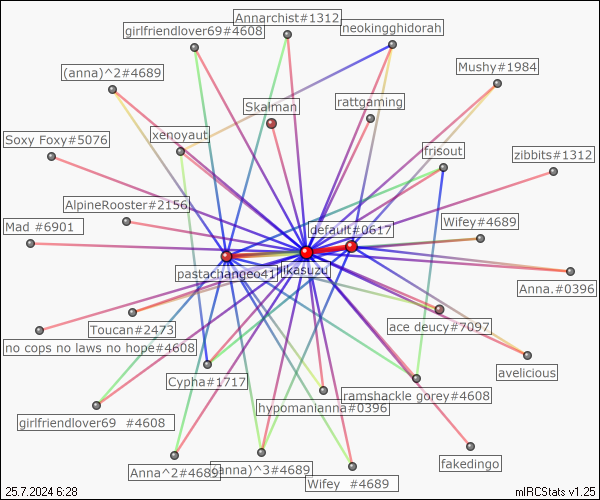 Annarchist#1312
girlfriendlover69#4608
neokingghidorah
(anna)^2#4689
Mushy#1984
Skalman
rattgaming
xenoyaut
Soxy Foxy#5076
frisout
zibbits#1312
AlpineRooster#2156
Mad #6901
default#0617
Wifey#4689
pastachangeo41
ikasuzu
Anna.#0396
Toucan#2473
ace deucy#7097
no cops no laws no hope#4608
avelicious
Cypha#1717
ramshackle gorey#4608
hypomanianna#0396
girlfriendlover69 #4608
fakedingo
Anna^2#4689
anna)^3#4689
Wifey #4689
25.7.2024 6:28
mIRCStats v1.25